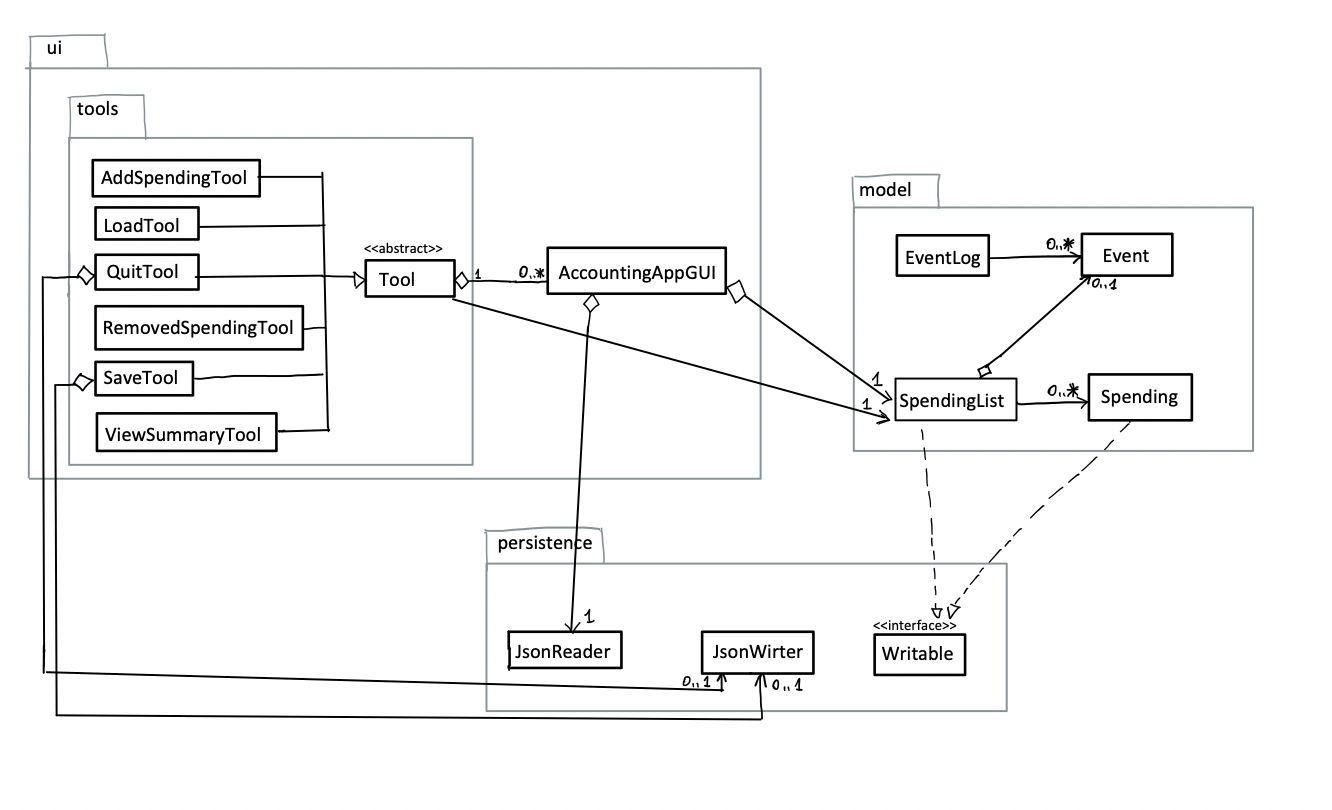 ui
tools
AddSpendingTool
LoadTool
QuitTool
RemovedSpendingTool
SaveTool
ViewSummaryTool
<<abstract>>
Tool
1
0..*
AccountingAppGUI
1
1
model
EventLog
0..*
Event
0..1
SpendingList
0..*
Spending
persistence
1
JsonReader
JsonWirter
0..1
0..1
<<interface>>
Writable